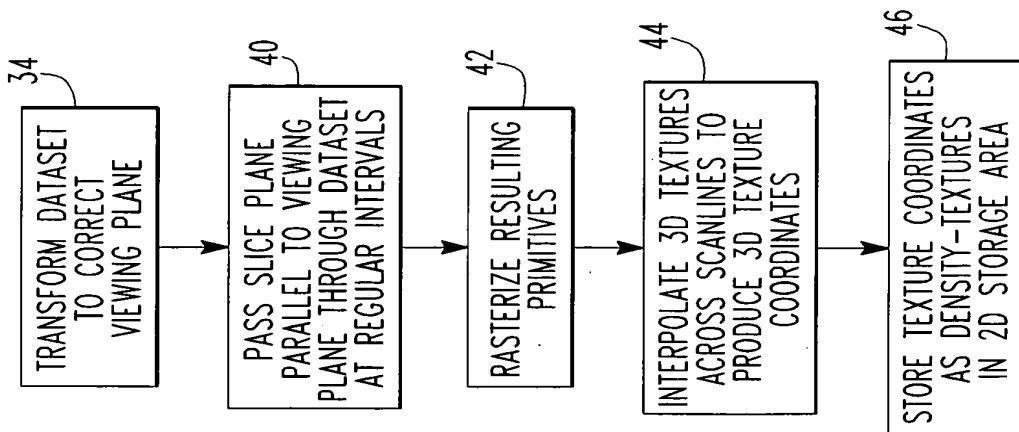 34
TRANSFORM DATASET
TO CORRECT
VIEWING PLANE
40
PASS SLICE PLANE
PARALLEL TO VIEWING
PLANE THROUGH DATASET
AT REGULAR INTERVALS
42
RASTERIZE RESULTING
PRIMITIVES
44
INTERPOLATE 3D TEXTURES
ACROSS SCANLINES TO
PRODUCE 3D TEXTURE
COORDINATES
46
STORE TEXTURE COORDINATES
AS DENSITY-TEXTURES
IN 2D STORAGE AREA